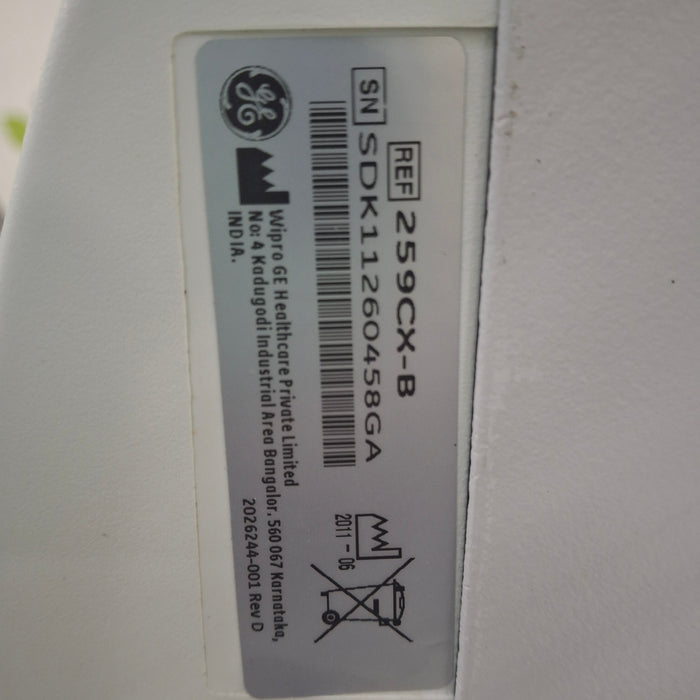 REF 259CX-B
SN SDK11260458GA
GE
Wipro GE Healthcare Private Limited
No: 4 Kadugodi Industrial Area Bangalor. 560 067 Karnataka,
INDIA.
2011-06
2026244-001 Rev D